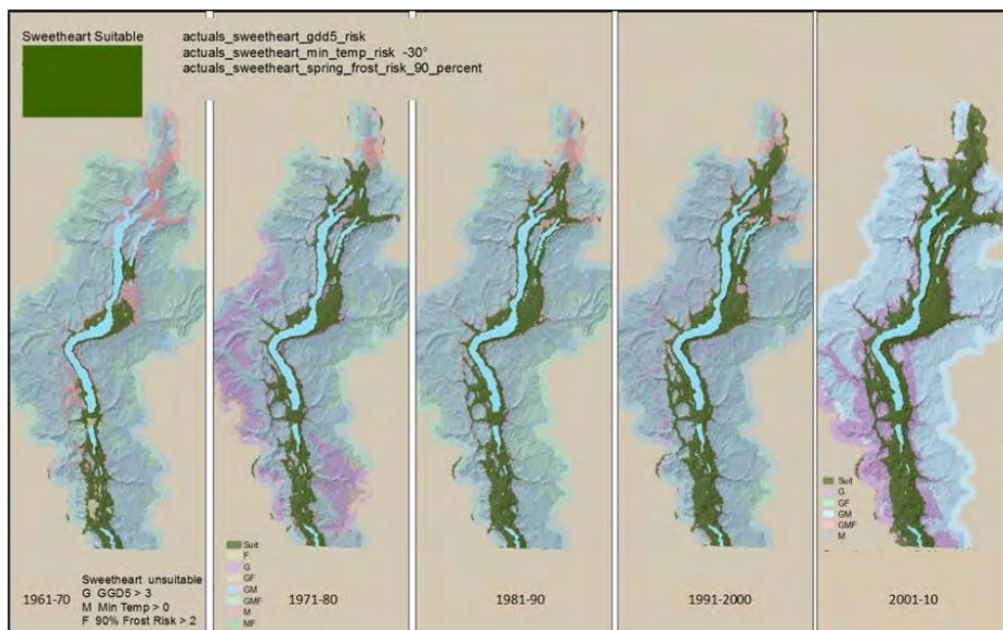 Sweetheart Suitable
actuals_sweetheart_gdd5_risk
actuals_sweetheart_min_temp_risk -30°
actuals_sweetheart_spring_frost_risk_90_percent
Sweetheart unsuitable
G GGD5 > 3
M Min Temp > 0
F 90% Frost Risk > 2
1961-70
Suit
F
G
GF
GM
GMF
M
MF
1971-80
1981-90
1991-2000
Suit
G
GF
GM
GMF
M
2001-10